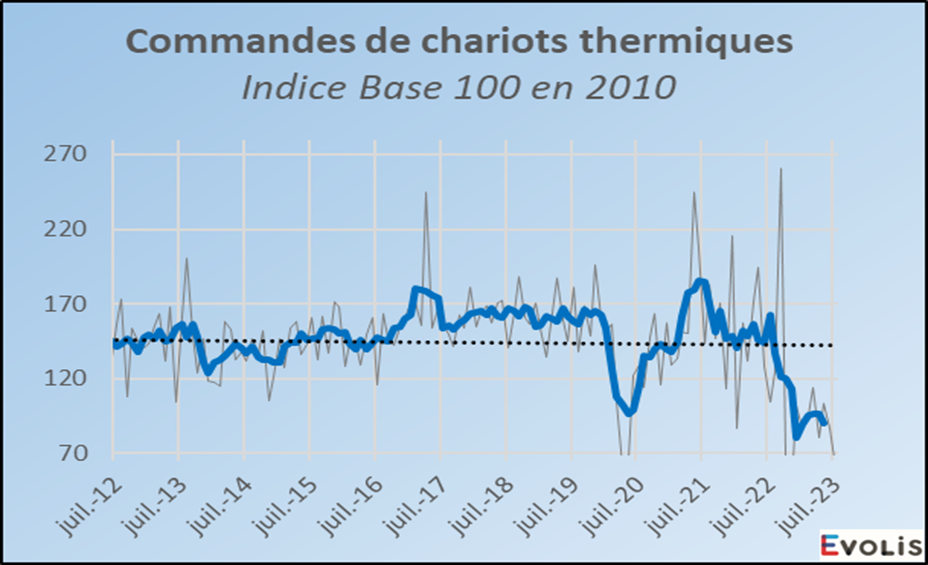 Commandes de chariots thermiques
Indice Base 100 en 2010
270
220
170
120
70
juil.-12
juil.-13
juil.-14
juil.-15
juil.-16
juil.-17
juil.-18
juil.-19
juil.-20
juil.-21
juil.-22
juil.-23
EVOLIS